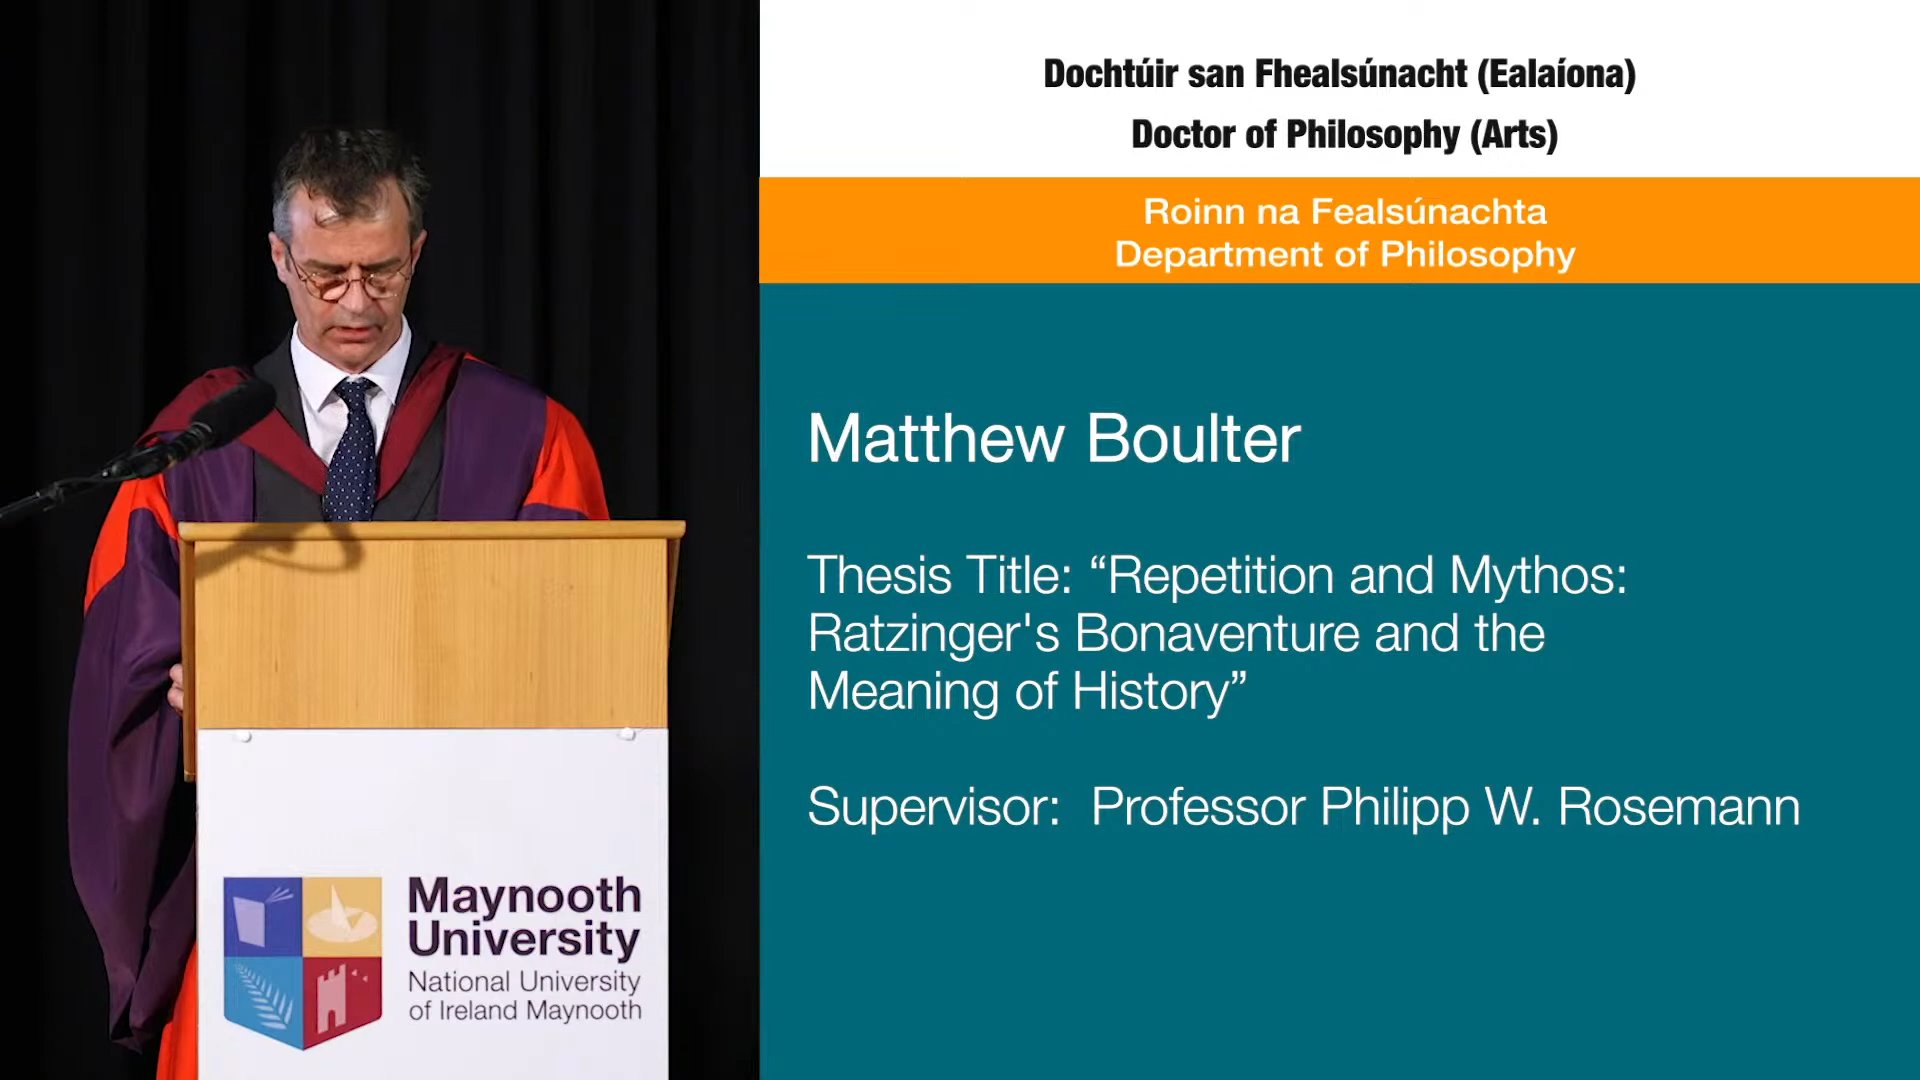 Dochtúir san Fhealsúnacht (Ealaíona)
Doctor of Philosophy (Arts)
Roinn na Fealsúnachta
Department of Philosophy
Matthew Boulter
Thesis Title: “Repetition and Mythos:
Ratzinger's Bonaventure and the
Meaning of History”
Supervisor:  Professor Philipp W. Rosemann
Maynooth
University
National University
of Ireland Maynooth